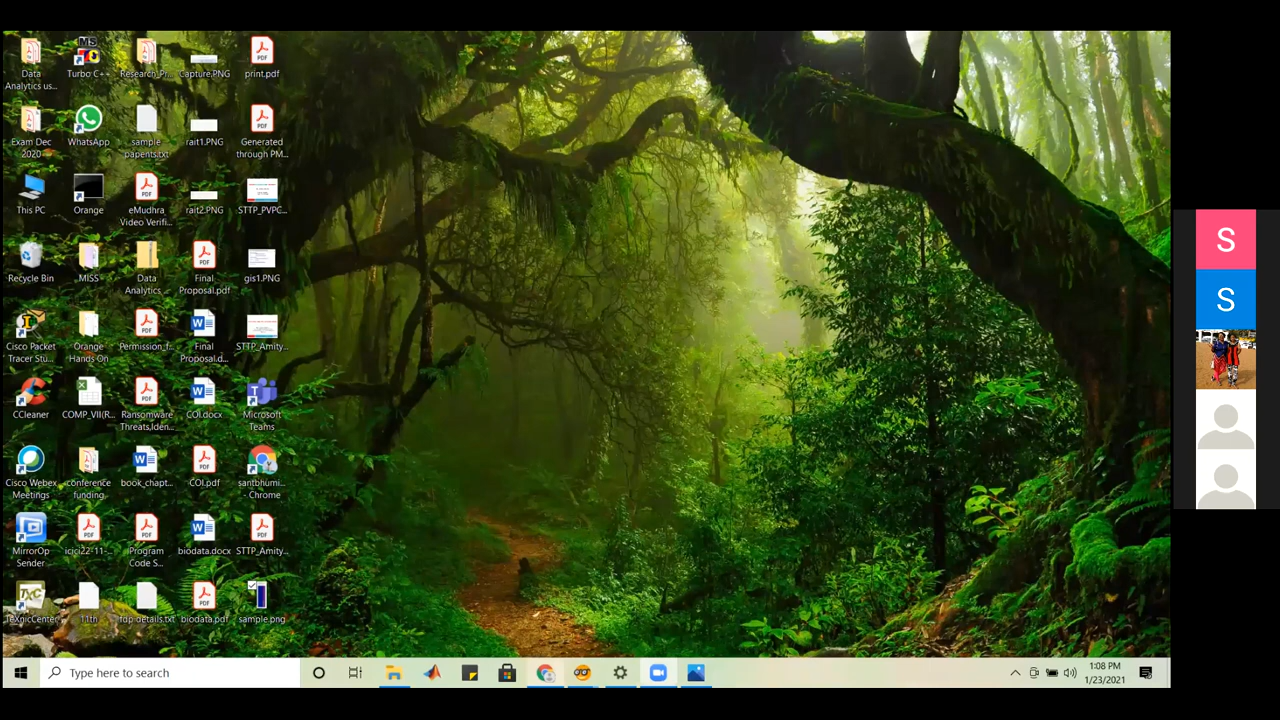 Data
Analytics us...
Turbo C++
Research_Pr...
Capture.PNG
print.pdf
Exam Dec
2020
WhatsApp
sample
papents.txt
rait1.PNG
Generated
through PM...
This PC
Orange
eMudhra
Video Verifi...
rait2.PNG
STTP_PVPC...
Recycle Bin
MISS
Data
Analytics ...
Final
Proposal.pdf
gis1.PNG
Cisco Packet
Tracer Stu...
Orange
Hands On
Permission_f...
Final
Proposal.d...
STTP_Amity...
CCleaner
COMP_VII(R...
Ransomware
Threats,Iden...
COI.docx
Microsoft
Teams
Cisco Webex
Meetings
conference
funding
book_chapt...
COI.pdf
santbhumi...
- Chrome
MirrorOp
Sender
icici22-11-...
Program
Code S...
biodata.docx
STTP_Amity...
TeXnicCenter
11th
fdp details.txt
biodata.pdf
sample.png
S
S
Type here to search
1:08 PM
1/23/2021